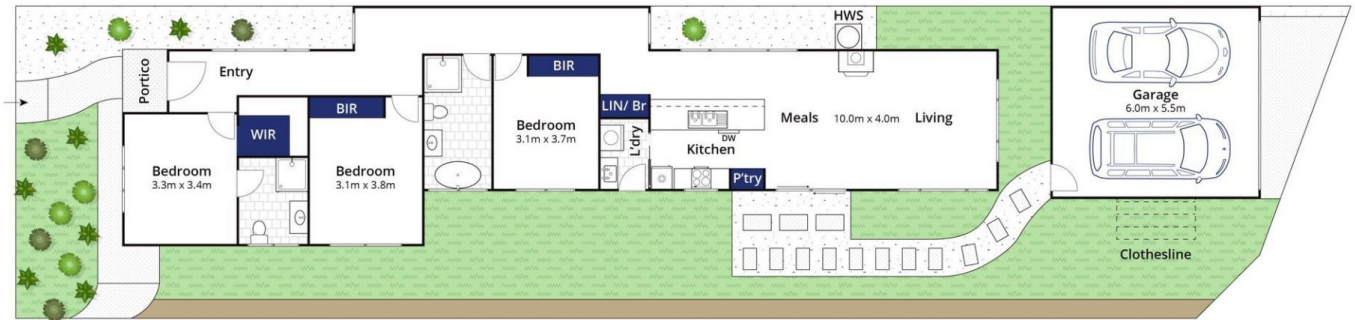 HWS
Portico
Entry
BIR
BIR
WIR
LIN/ Br
L'dry
DW
Kitchen
P'try
Bedroom
3.3m x 3.4m
Bedroom
3.1m x 3.8m
Bedroom
3.1m x 3.7m
Meals 10.0m x 4.0m Living
Garage
6.0m x 5.5m
Clothesline